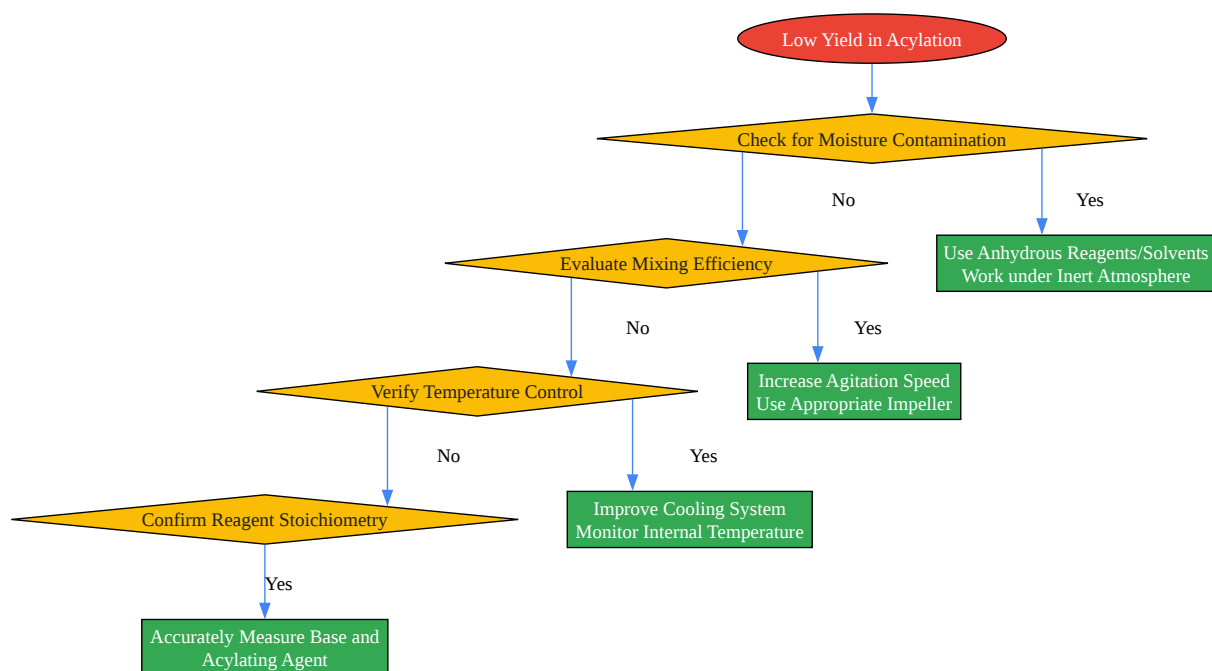 Low Yield in Acylation
Check for Moisture Contamination
No
Yes
Use Anhydrous Reagents/Solvents
Work under Inert Atmosphere
Evaluate Mixing Efficiency
No
Yes
Increase Agitation Speed
Use Appropriate Impeller
Verify Temperature Control
No
Yes
Improve Cooling System
Monitor Internal Temperature
Confirm Reagent Stoichiometry
Yes
Accurately Measure Base and
Acylating Agent